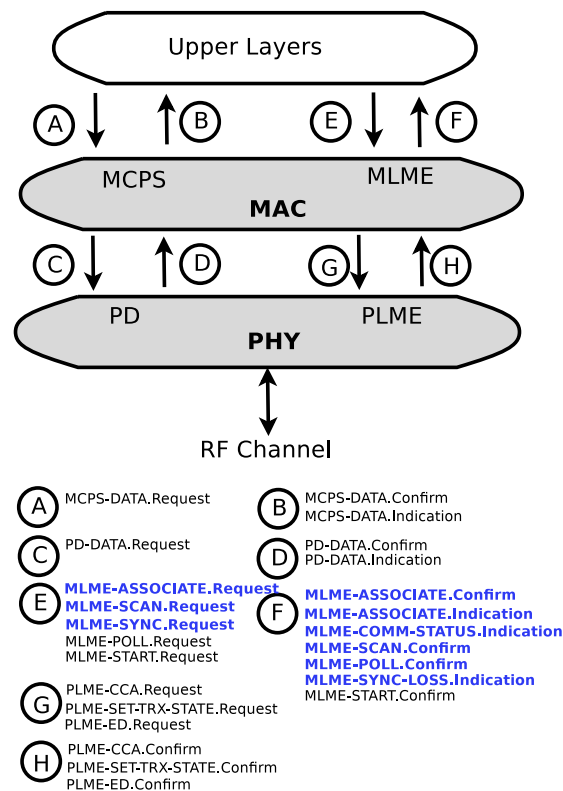 Upper Layers
A
B
E
F
MCPS
MLME
MAC
C
D
G
H
PD
PLME
PHY
RF Channel
A
MCPS-DATA.Request
B
MCPS-DATA.Confirm
MCPS-DATA.Indication
C
PD-DATA.Request
D
PD-DATA.Confirm
PD-DATA.Indication
E
MLME-ASSOCIATE.Request
MLME-SCAN.Request
MLME-SYNC.Request
MLME-POLL.Request
MLME-START.Request
F
MLME-ASSOCIATE.Confirm
MLME-ASSOCIATE.Indication
MLME-COMM-STATUS.Indication
MLME-SCAN.Confirm
MLME-POLL.Confirm
MLME-SYNC-LOSS.Indication
MLME-START.Confirm
G
PLME-CCA.Request
PLME-SET-TRX-STATE.Request
PLME-ED.Request
H
PLME-CCA.Confirm
PLME-SET-TRX-STATE.Confirm
PLME-ED.Confirm